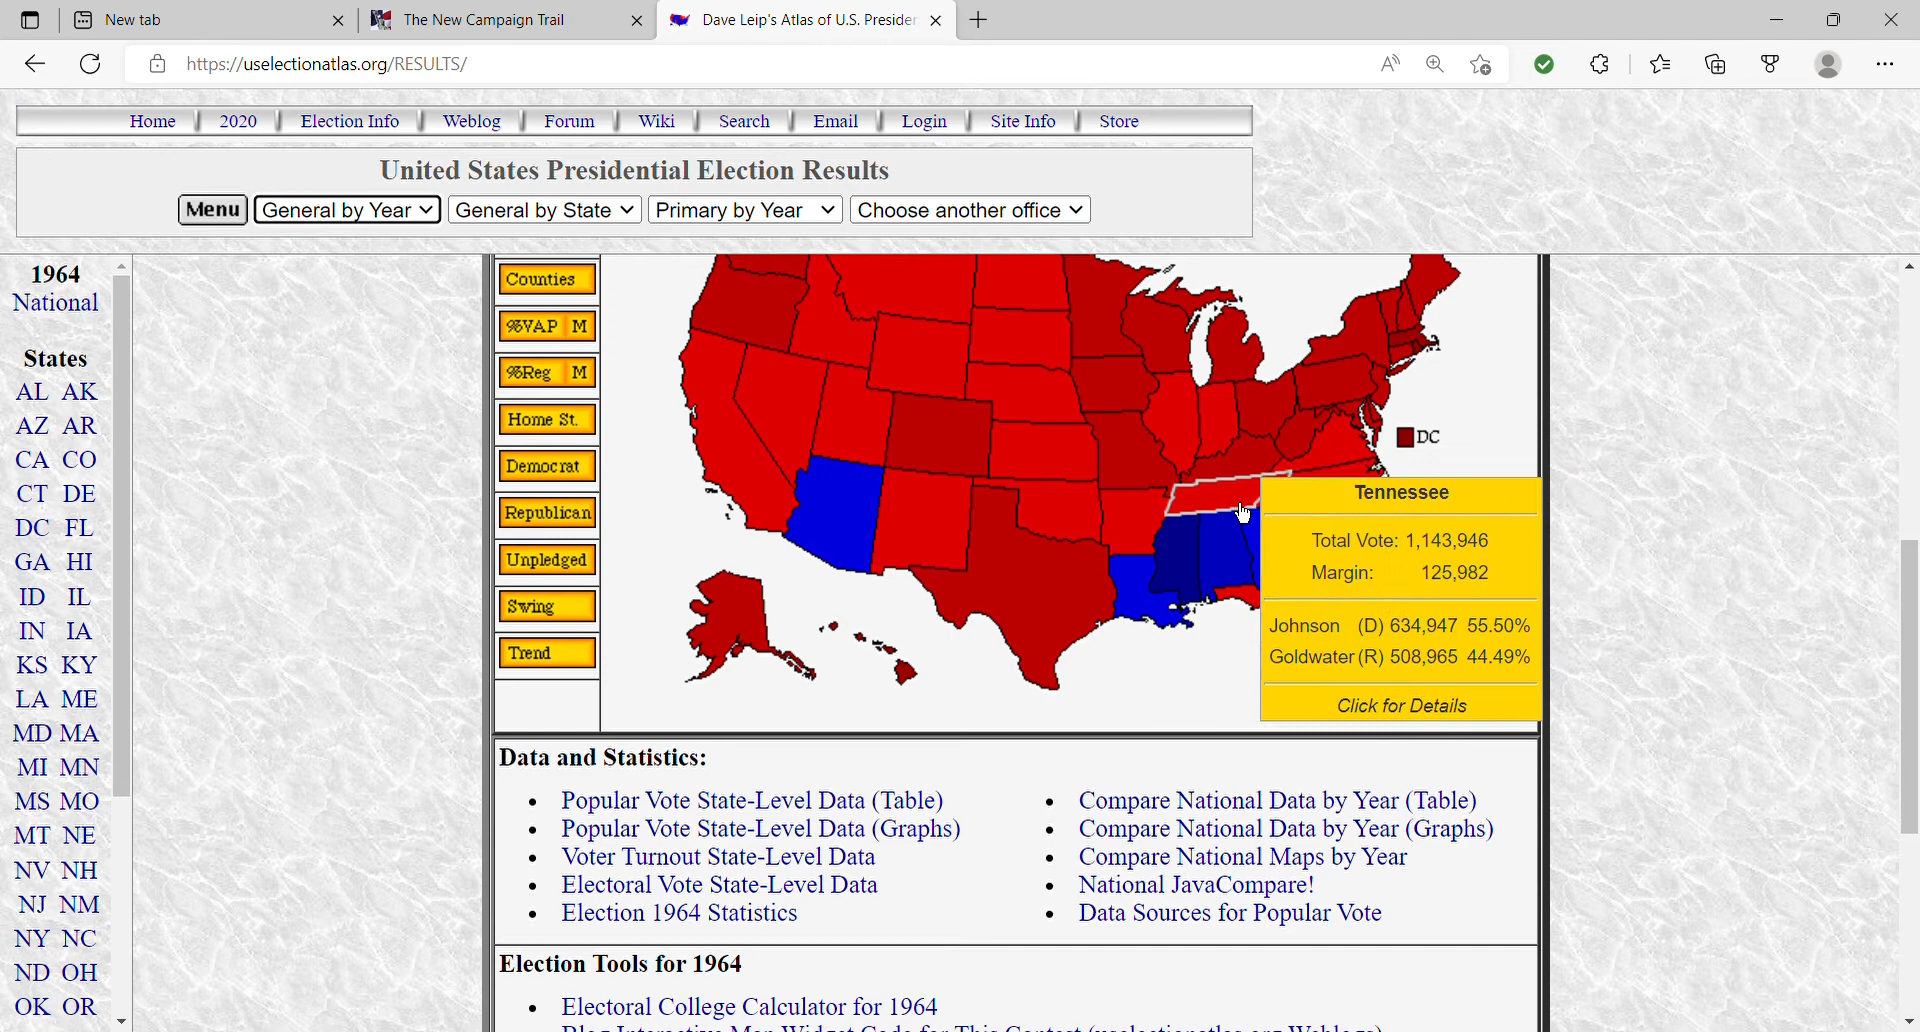 New tab
The New Campaign Trail
Dave Leip's Atlas of U.S. Presider
https://uselectionatlas.org/RESULTS/
Home 2020 Election Info Weblog Forum Wiki Search Email Login Site Info Store
United States Presidential Election Results
Menu General by Year General by State Primary by Year Choose another office
1964
National
States
AL AK
AZ AR
CA CO
CT DE
DC FL
GA HI
ID IL
IN IA
KS KY
LA ME
MD MA
MI MN
MS MO
MT NE
NV NH
NJ NM
NY NC
ND OH
OK OR
Counties
%VAP M
%Reg M
Home St.
Democrat
Republican
Unpledged
Swing
Trend
DC
Tennessee
Total Vote: 1,143,946
Margin: 125,982
Johnson (D) 634,947 55.50%
Goldwater (R) 508,965 44.49%
Click for Details
Data and Statistics:
Popular Vote State-Level Data (Table)
Popular Vote State-Level Data (Graphs)
Voter Turnout State-Level Data
Electoral Vote State-Level Data
Election 1964 Statistics
Compare National Data by Year (Table)
Compare National Data by Year (Graphs)
Compare National Maps by Year
National JavaCompare!
Data Sources for Popular Vote
Election Tools for 1964
Electoral College Calculator for 1964